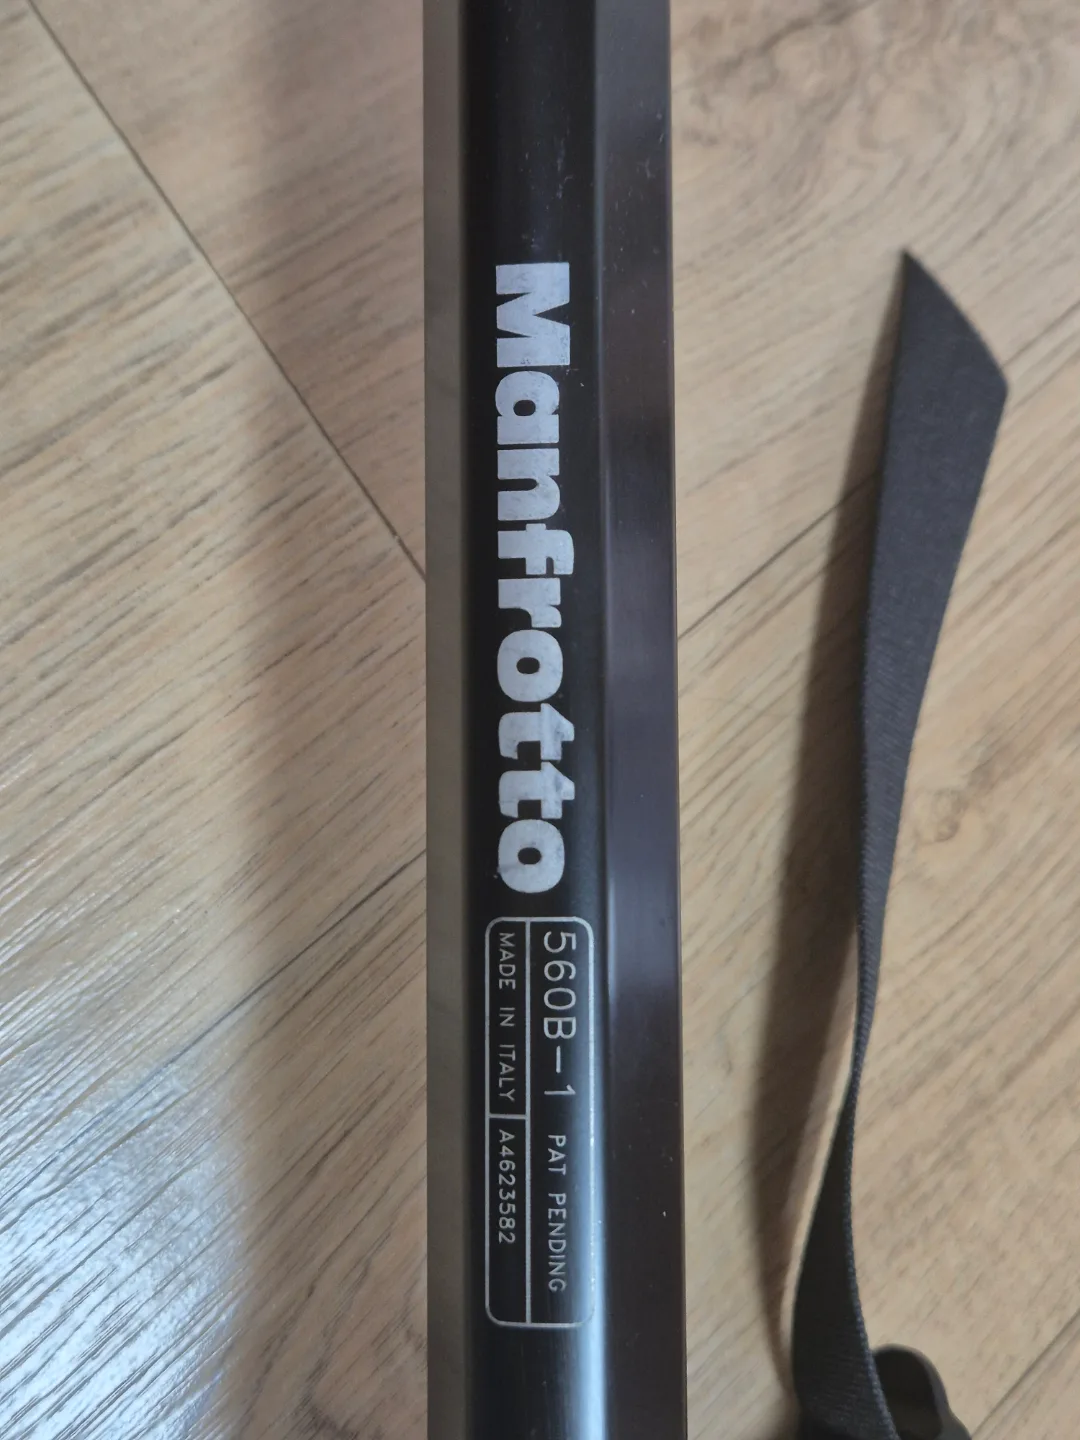 Manfrotto
560B-1 PAT PENDING
MADE IN ITALY A4623582